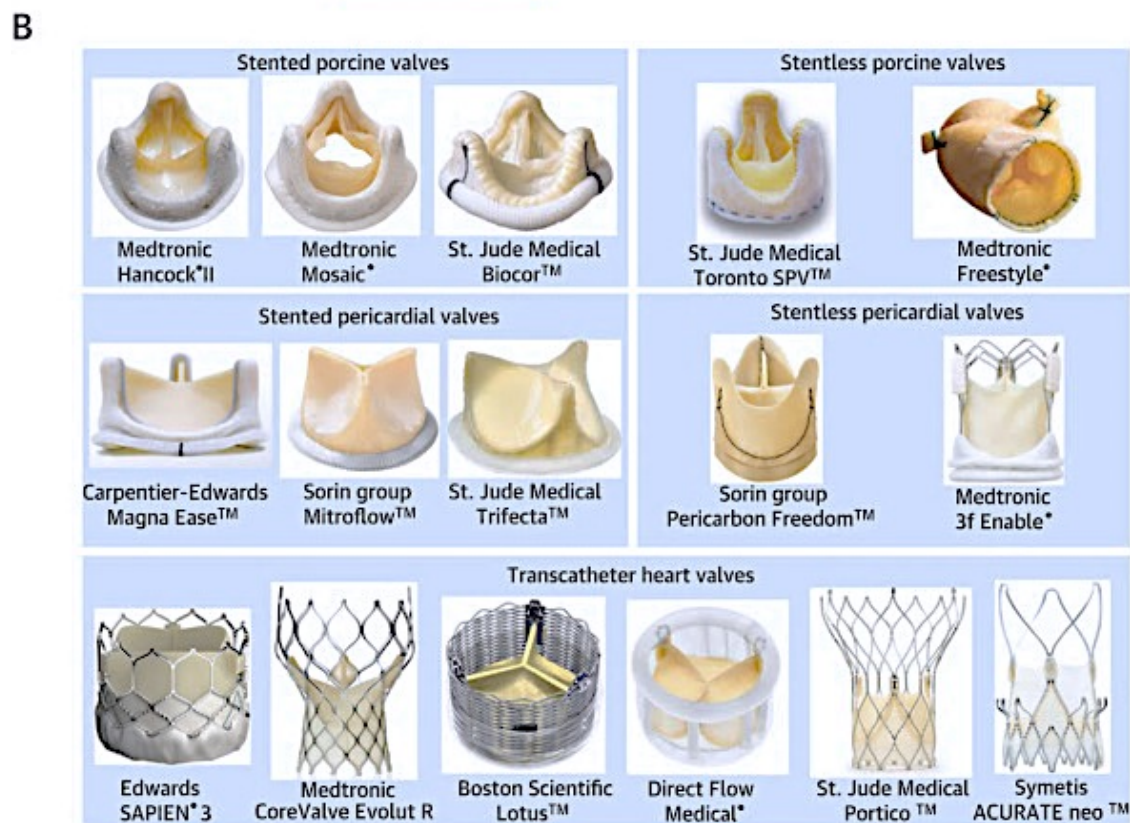 B
Stented porcine valves
Medtronic
Hancock®II
Medtronic
Mosaic®
St. Jude Medical
Biocor™
Stentless porcine valves
St. Jude Medical
Toronto SPV™
Medtronic
Freestyle®
Stented pericardial valves
Carpentier-Edwards
Magna Ease™
Sorin group
Mitroflow™
St. Jude Medical
Trifecta™
Stentless pericardial valves
Sorin group
Pericarbon Freedom™
Medtronic
3f Enable®
Transcatheter heart valves
Edwards
SAPIEN® 3
Medtronic
CoreValve Evolut R
Boston Scientific
Lotus™
Direct Flow
Medical®
St. Jude Medical
Portico ™
Symetis
ACURATE neo ™